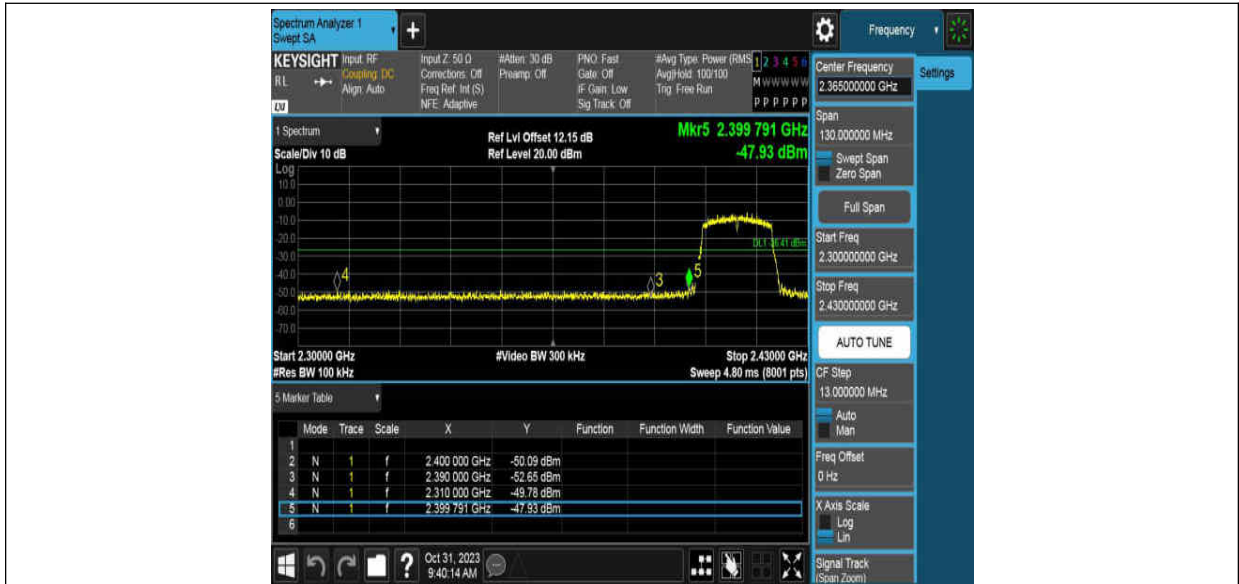 Spectrum Analyzer 1
Swept SA
+
Frequency
KEYSIGHT
RL
Input: RF
Coupling: DC
Align: Auto
Input Z: 50 Ω
Corrections: Off
Freq Ref: Int (S)
NFE: Adaptive
#Atten: 30 dB
Preamp: Off
PNO: Fast
Gate: Off
IF Gain: Low
Sig Track: Off
#Avg Type: Power (RMS
Avg|Hold: 100/100
Trig: Free Run
1 2 3 4 5 6
M W W W W W
P P P P P P
1 Spectrum
Scale/Div 10 dB
Ref Lvl Offset 12.15 dB
Ref Level 20.00 dBm
Mkr5 2.399 791 GHz
-47.93 dBm
Log
10.0
0.00
-10.0
-20.0
-30.0
-40.0
-50.0
-60.0
-70.0
DL1 -26.41 dBm
4
3
5
Start 2.30000 GHz
#Res BW 100 kHz
#Video BW 300 kHz
Stop 2.43000 GHz
Sweep 4.80 ms (8001 pts)
5 Marker Table
Mode Trace Scale X Y Function Function Width Function Value
1
2 N 1 f 2.400 000 GHz -50.09 dBm
3 N 1 f 2.390 000 GHz -52.65 dBm
4 N 1 f 2.310 000 GHz -49.78 dBm
5 N 1 f 2.399 791 GHz -47.93 dBm
6
?
Oct 31, 2023
9:40:14 AM
Center Frequency
2.365000000 GHz
Settings
Span
130.000000 MHz
Swept Span
Zero Span
Full Span
Start Freq
2.300000000 GHz
Stop Freq
2.430000000 GHz
AUTO TUNE
CF Step
13.000000 MHz
Auto
Man
Freq Offset
0 Hz
X Axis Scale
Log
Lin
Signal Track
(Span Zoom)